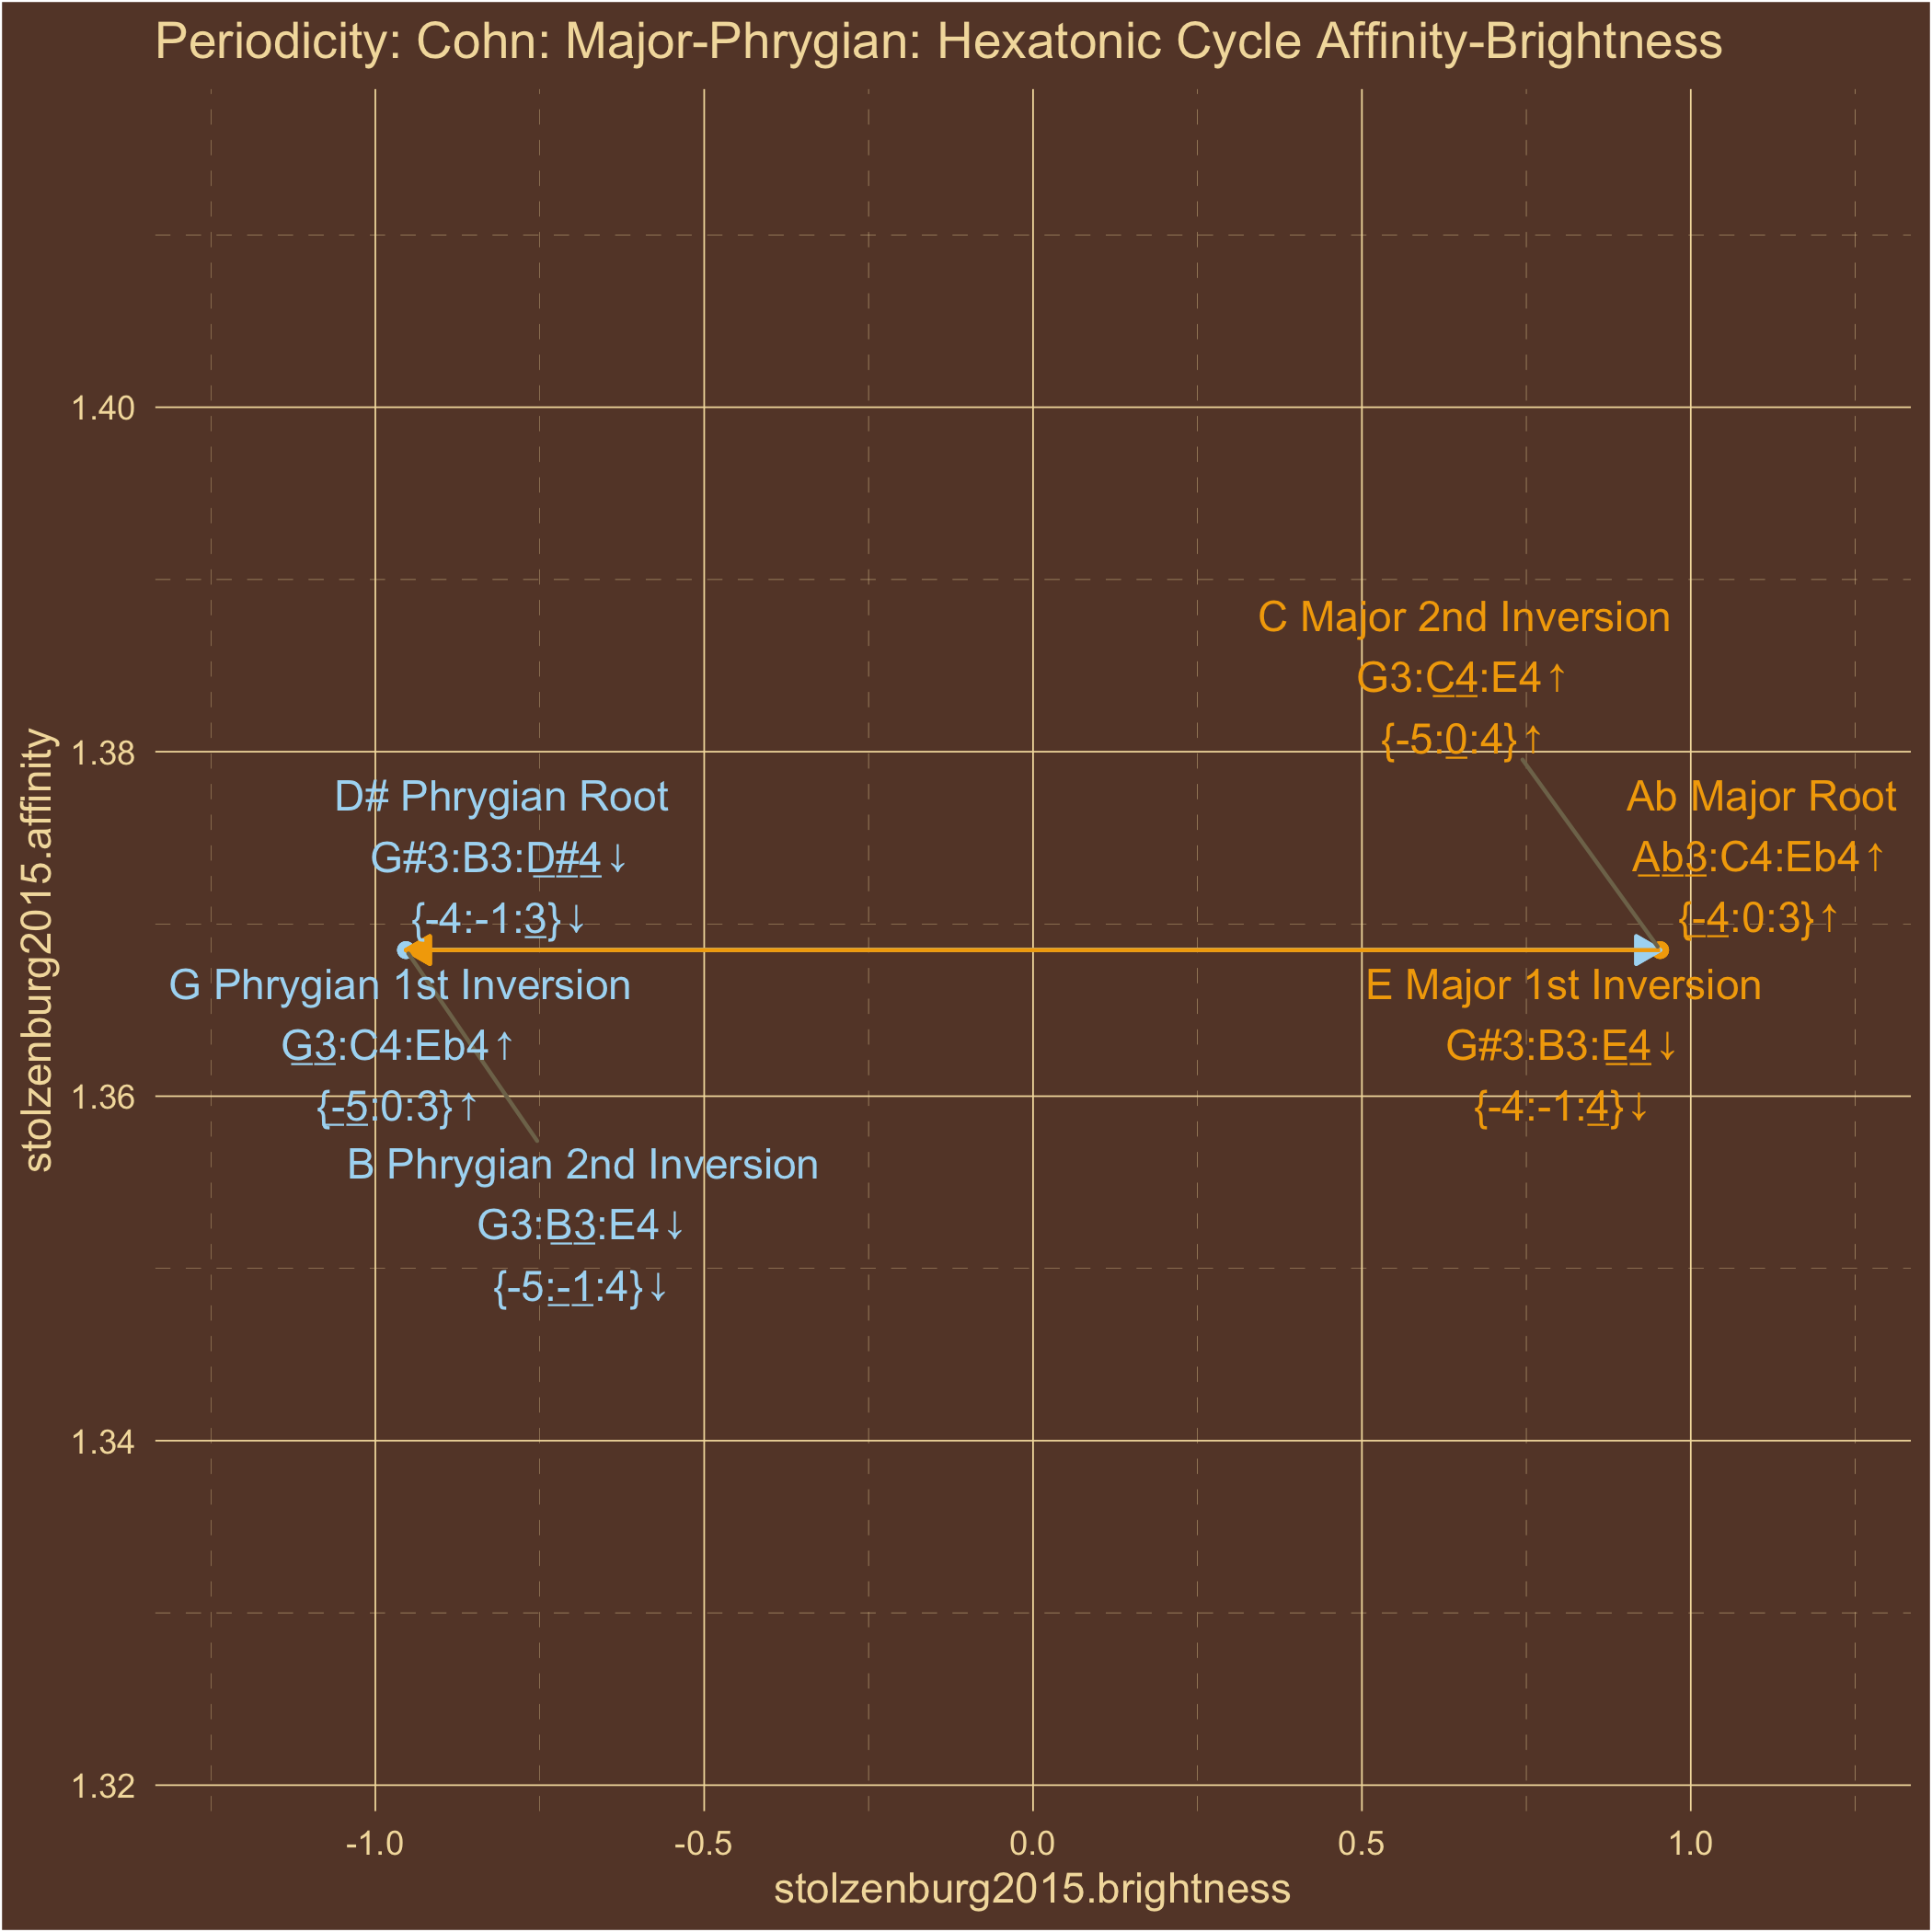 Periodicity: Cohn: Major-Phrygian: Hexatonic Cycle Affinity-Brightness
stolzenburg2015.affinity
1.40
1.38
1.36
1.34
1.32
C Major 2nd Inversion
G3:C4:E4↑
{-5:0:4}↑
D# Phrygian Root
G#3:B3:D#4↓
{-4:-1:3}↓
Ab Major Root
Ab3:C4:Eb4↑
{-4:0:3}↑
G Phrygian 1st Inversion
G3:C4:Eb4↑
{-5:0:3}↑
E Major 1st Inversion
G#3:B3:E4↓
{-4:-1:4}↓
B Phrygian 2nd Inversion
G3:B3:E4↓
{-5:-1:4}↓
-1.0
-0.5
0.0
0.5
1.0
stolzenburg2015.brightness